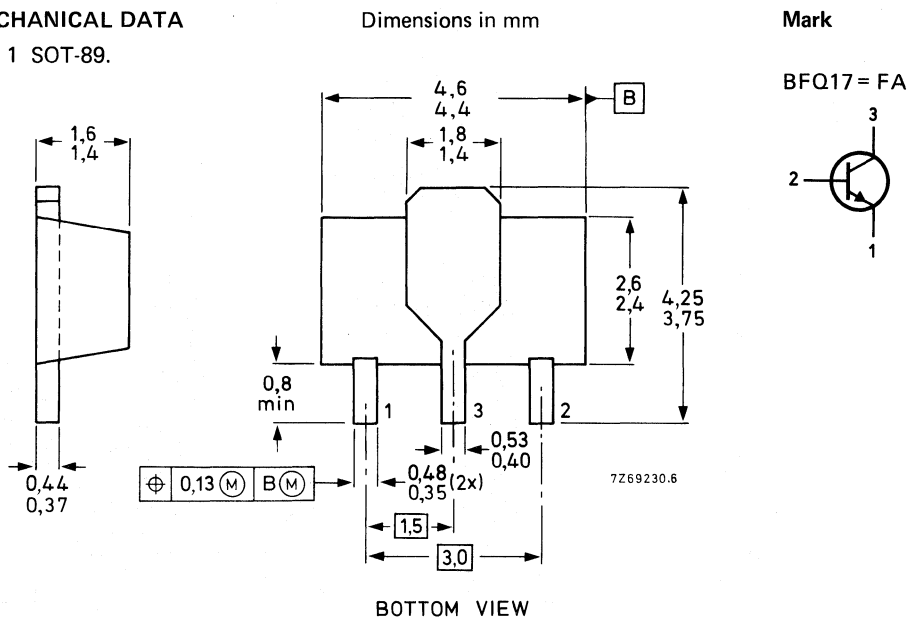 CHANICAL DATA
Dimensions in mm
Mark
1 SOT-89.
BFQ17 = FA
3
2
1
4,6
4,4
B
1,6
1,4
1,8
1,4
2,6
2,4
4,25
3,75
0,8
min
1
3
2
0,53
0,40
0,44
0,37
⌖ 0,13 Ⓜ B Ⓜ
0,48
0,35 (2x)
7Z69230.6
1,5
3,0
BOTTOM VIEW